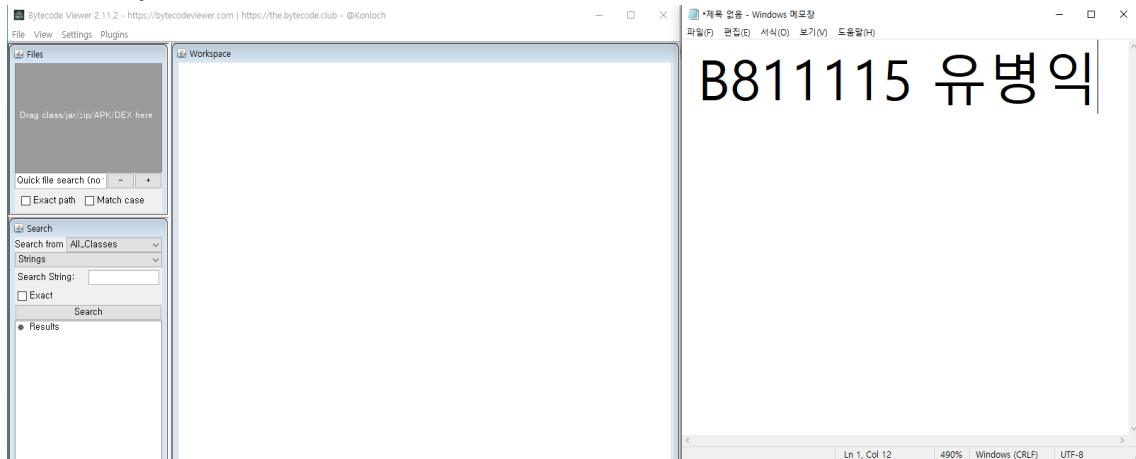 Bytecode Viewer 2.11.2 - https://bytecodeviewer.com | https://the.bytecode.club - @Konloch
File View Settings Plugins
Files
Drag class/jar/zip/APK/DEX here
Quick file search (no
- +
Exact path Match case
Search
Search from All_Classes
Strings
Search String:
Exact
Search
Results
Workspace
*제목 없음 - Windows 메모장
파일(F) 편집(E) 서식(O) 보기(V) 도움말(H)
B811115 유병익
Ln 1, Col 12 490% Windows (CRLF) UTF-8